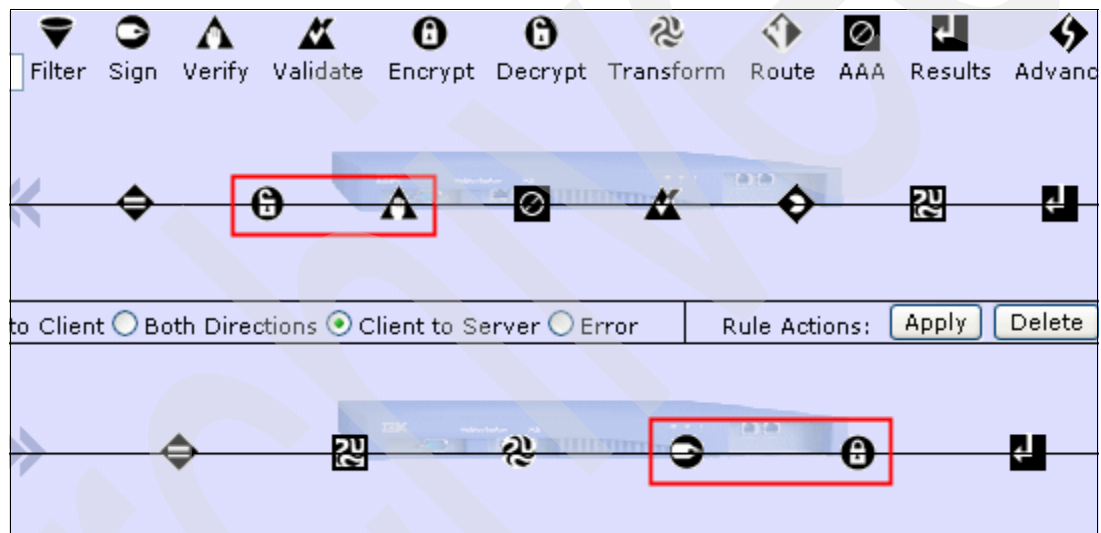 Filter Sign Verify Validate Encrypt Decrypt Transform Route AAA Results Advanc
to Client Both Directions Client to Server Error Rule Actions: Apply Delete
IBM